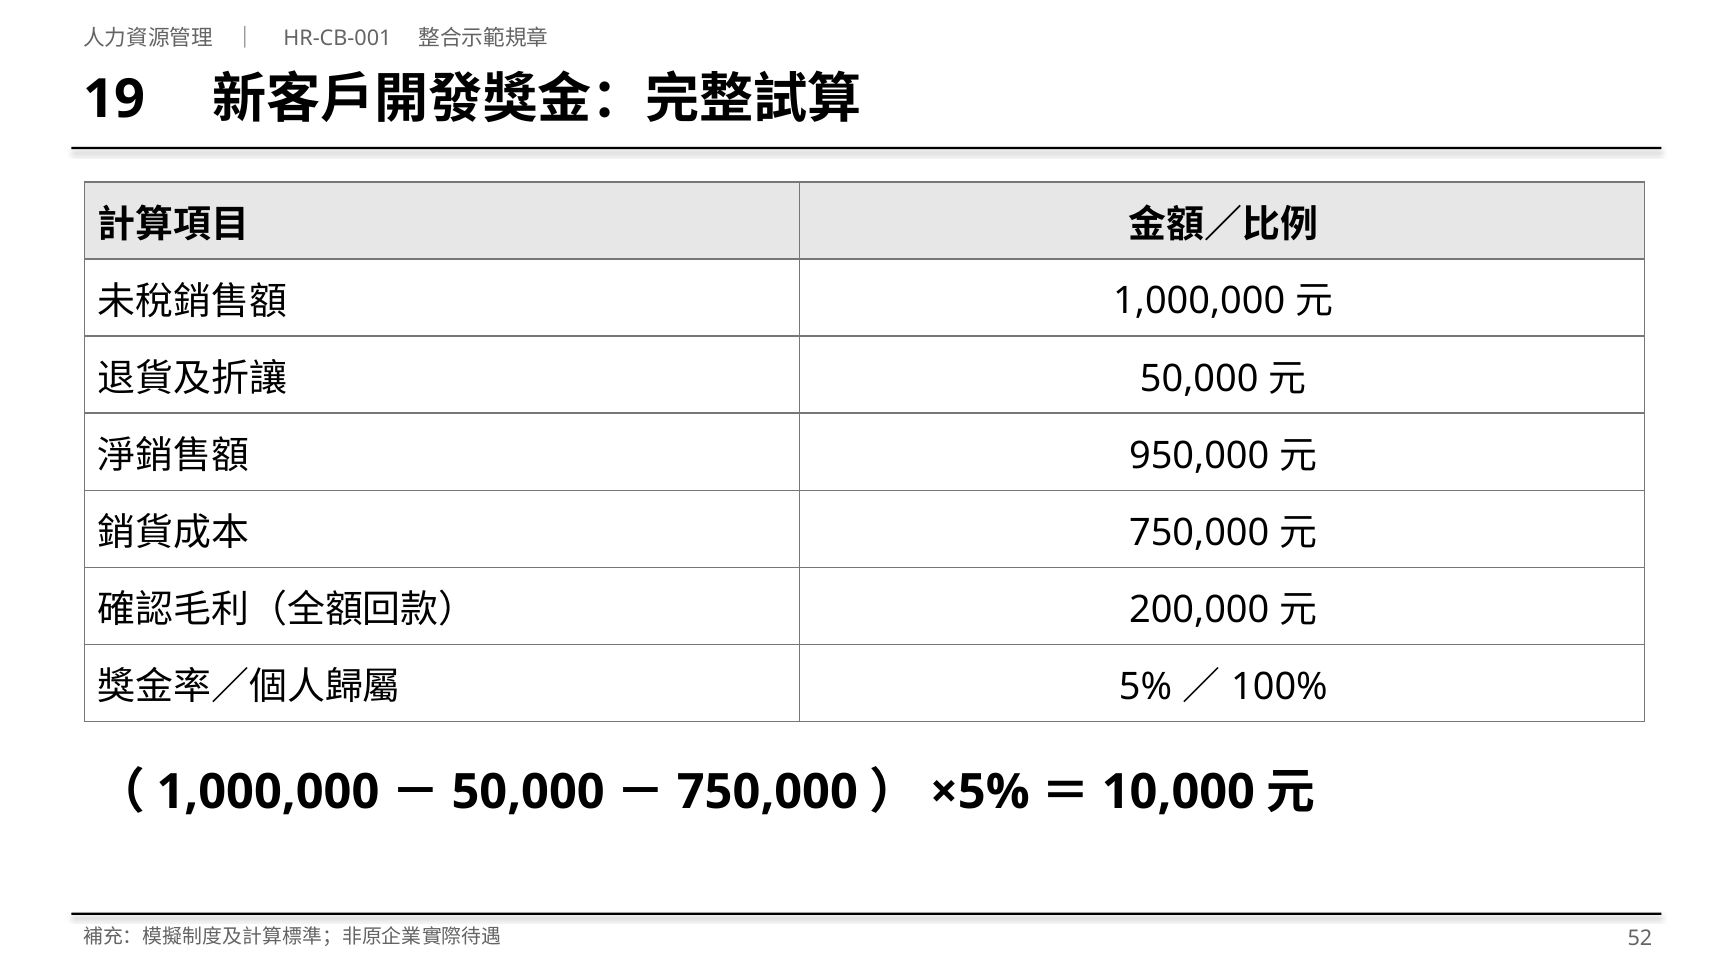 人力資源管理 ｜ HR-CB-001 整合示範規章
19 新客戶開發獎金：完整試算
計算項目 金額／比例
未稅銷售額 1,000,000 元
退貨及折讓 50,000 元
淨銷售額 950,000 元
銷貨成本 750,000 元
確認毛利（全額回款） 200,000 元
獎金率／個人歸屬 5% ／ 100%
（ 1,000,000 － 50,000 － 750,000 ） ×5% ＝ 10,000 元
補充：模擬制度及計算標準；非原企業實際待遇 52